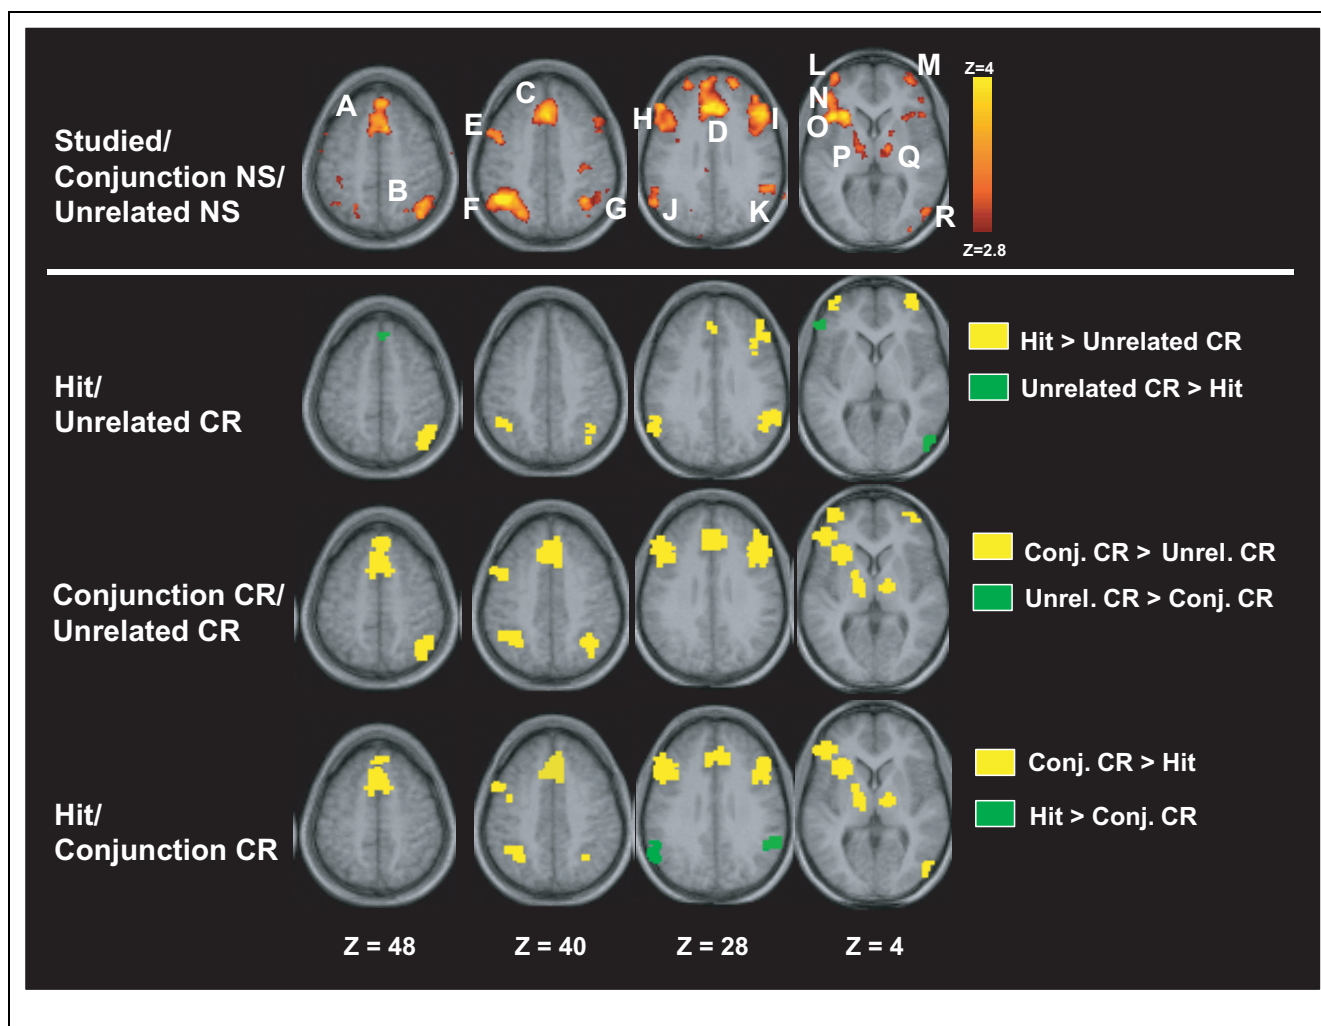 Studied/
Conjunction NS/
Unrelated NS
A
B
C
E
F
G
H
D
I
J
K
L
M
N
O
P
Q
R
Z=4
Z=2.8
Hit/
Unrelated CR
Hit > Unrelated CR
Unrelated CR > Hit
Conjunction CR/
Unrelated CR
Conj. CR > Unrel. CR
Unrel. CR > Conj. CR
Hit/
Conjunction CR
Conj. CR > Hit
Hit > Conj. CR
Z = 48
Z = 40
Z = 28
Z = 4